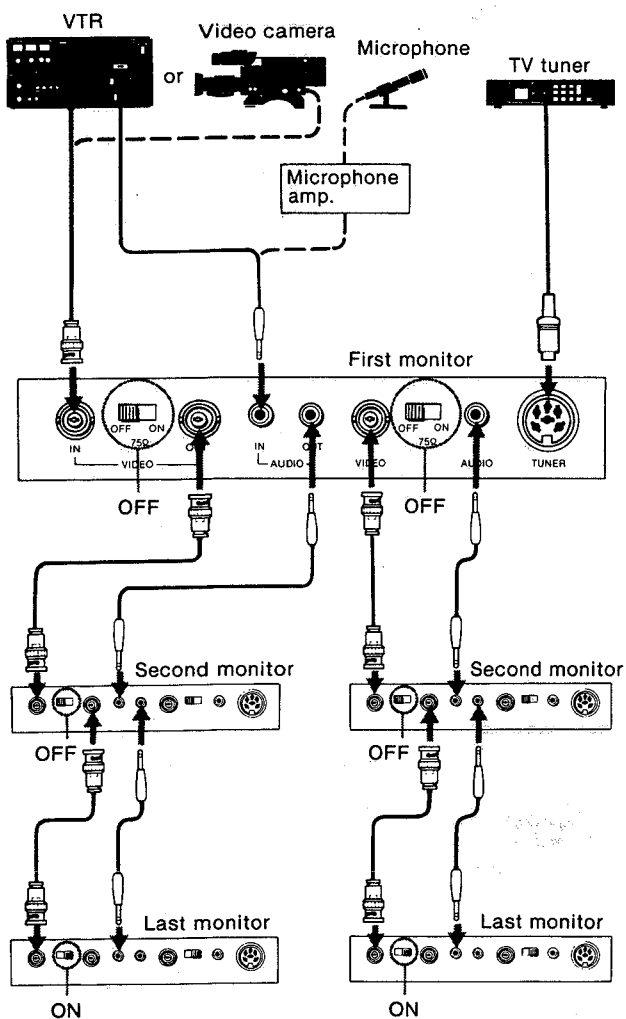 VTR
or
Video camera
Microphone
TV tuner
Microphone
amp.
First monitor
OFF ON
75Ω
IN
OUT
VIDEO
IN
OUT
AUDIO
VIDEO
OFF ON
75Ω
AUDIO
TUNER
OFF
OFF
Second monitor
Second monitor
OFF
OFF
Last monitor
Last monitor
ON
ON